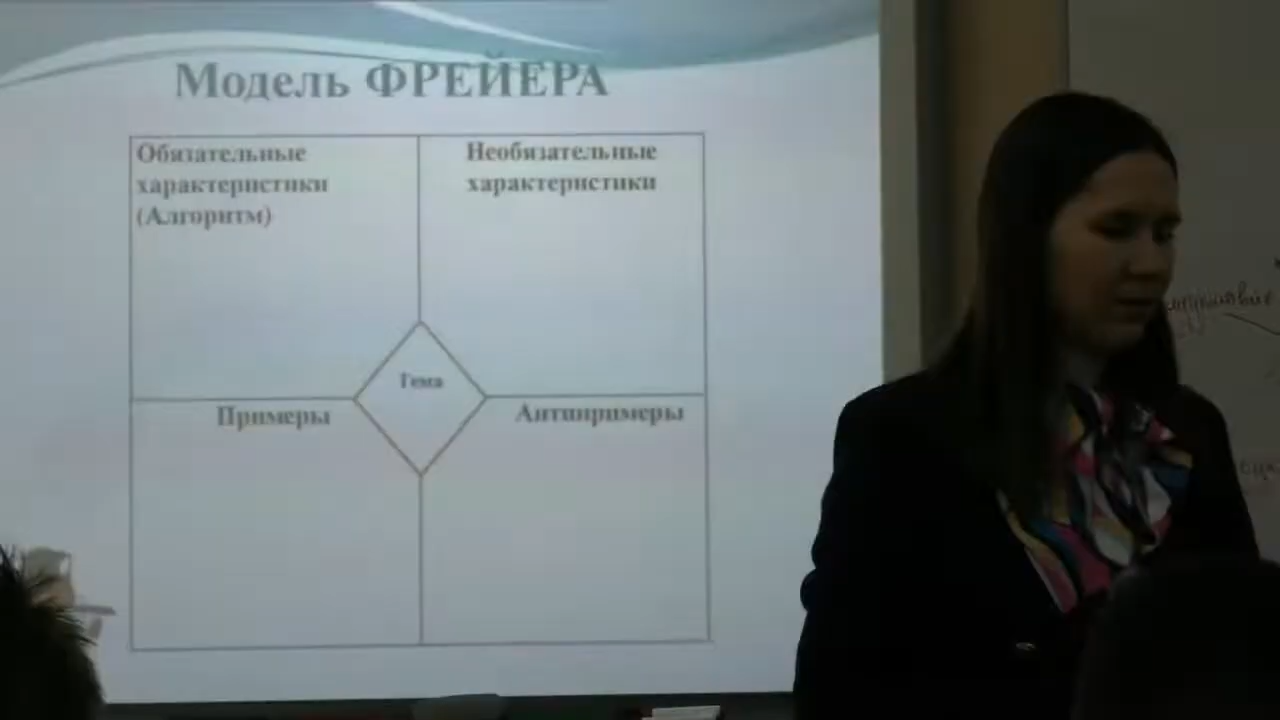 Модель ФРЕЙЕРА
Обязательные
характеристики
(Алгоритм)
Необязательные
характеристики
Тема
Примеры
Антипримеры